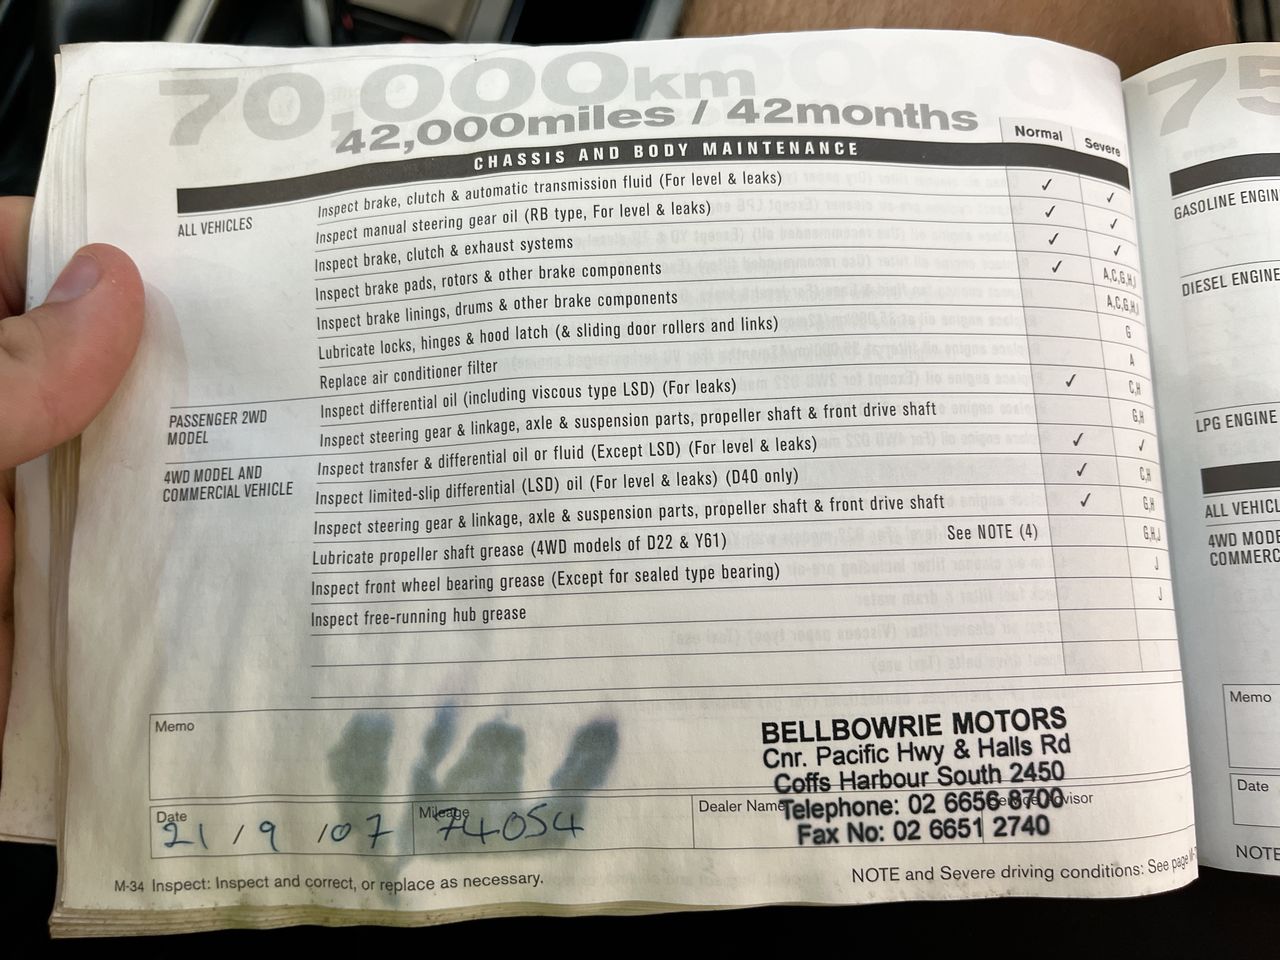 70,000km
42,000miles / 42months
Normal
Severe
CHASSIS AND BODY MAINTENANCE
ALL VEHICLES
Inspect brake, clutch & automatic transmission fluid (For level & leaks) ✓ ✓
Inspect manual steering gear oil (RB type, For level & leaks) ✓ ✓
Inspect brake, clutch & exhaust systems ✓ ✓
Inspect brake pads, rotors & other brake components ✓ A,C,G,H,J
Inspect brake linings, drums & other brake components A,C,G,H,J
Lubricate locks, hinges & hood latch (& sliding door rollers and links) G
Replace air conditioner filter A
PASSENGER 2WD
MODEL
Inspect differential oil (including viscous type LSD) (For leaks) ✓ C,H
Inspect steering gear & linkage, axle & suspension parts, propeller shaft & front drive shaft G,H
4WD MODEL AND
COMMERCIAL VEHICLE
Inspect transfer & differential oil or fluid (Except LSD) (For level & leaks) ✓ ✓
Inspect limited-slip differential (LSD) oil (For level & leaks) (D40 only) ✓ C,H
Inspect steering gear & linkage, axle & suspension parts, propeller shaft & front drive shaft ✓ G,H
Lubricate propeller shaft grease (4WD models of D22 & Y61) See NOTE (4) G,H,J
Inspect front wheel bearing grease (Except for sealed type bearing) J
Inspect free-running hub grease J
Memo
BELLBOWRIE MOTORS
Cnr. Pacific Hwy & Halls Rd
Coffs Harbour South 2450
Telephone: 02 6656 8700
Fax No: 02 6651 2740
Date
21 / 9 / 07
Mileage
74054
Dealer Name
Advisor
M-34 Inspect: Inspect and correct, or replace as necessary.
NOTE and Severe driving conditions: See page
75
GASOLINE ENGIN
DIESEL ENGINE
LPG ENGINE
ALL VEHICL
4WD MODE
COMMERC
Memo
Date
NOTE